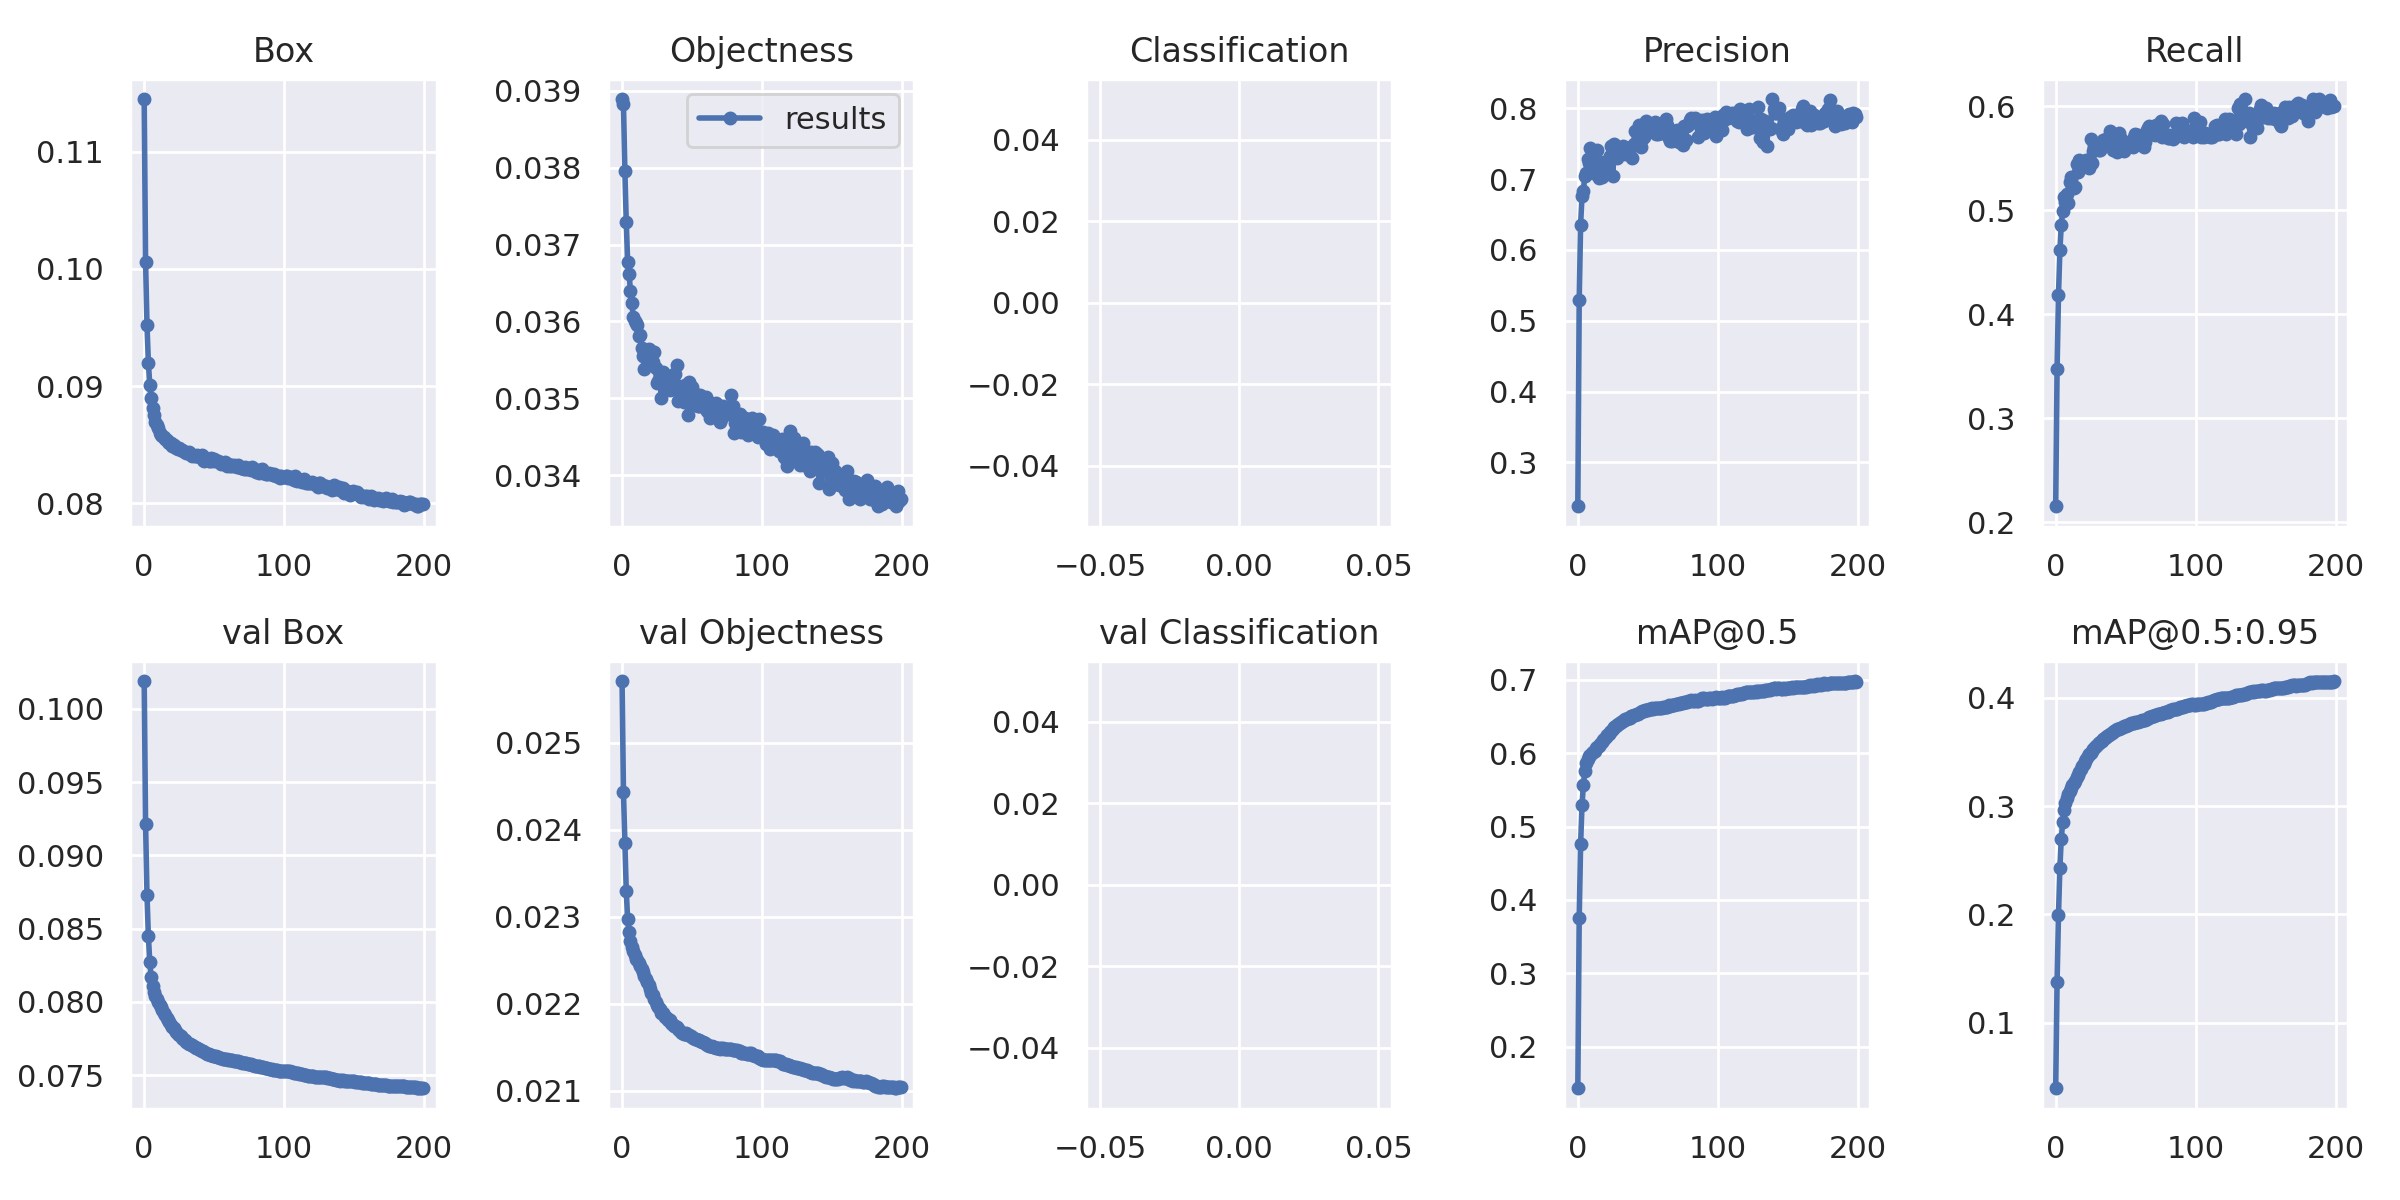 Box
Objectness
Classification
Precision
Recall
0.11
0.10
0.09
0.08
0 100 200
0.039
0.038
0.037
0.036
0.035
0.034
results
0 100 200
0.04
0.02
0.00
−0.02
−0.04
−0.05 0.00 0.05
0.8
0.7
0.6
0.5
0.4
0.3
0 100 200
0.6
0.5
0.4
0.3
0.2
0 100 200
val Box
val Objectness
val Classification
mAP@0.5
mAP@0.5:0.95
0.100
0.095
0.090
0.085
0.080
0.075
0 100 200
0.025
0.024
0.023
0.022
0.021
0 100 200
0.04
0.02
0.00
−0.02
−0.04
−0.05 0.00 0.05
0.7
0.6
0.5
0.4
0.3
0.2
0 100 200
0.4
0.3
0.2
0.1
0 100 200